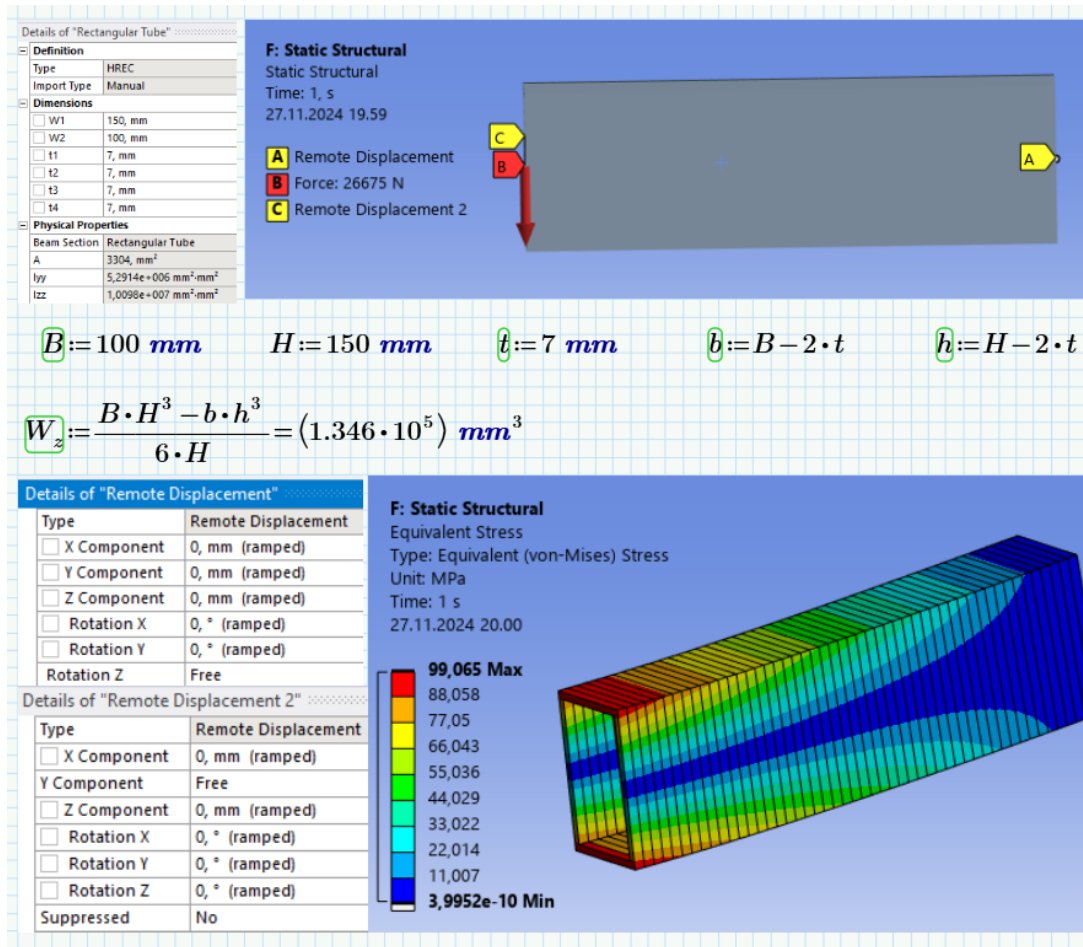 Details of "Rectangular Tube"
Definition
Type HREC
Import Type Manual
Dimensions
W1 150, mm
W2 100, mm
t1 7, mm
t2 7, mm
t3 7, mm
t4 7, mm
Physical Properties
Beam Section Rectangular Tube
A 3304, mm²
Iyy 5,2914e+006 mm²·mm²
Izz 1,0098e+007 mm²·mm²
F: Static Structural
Static Structural
Time: 1, s
27.11.2024 19.59
A Remote Displacement
B Force: 26675 N
C Remote Displacement 2
C
B
A
B:=100 mm H:=150 mm t:=7 mm b:=B−2·t h:=H−2·t
W_z:=(B·H³−b·h³)/(6·H)=(1.346·10⁵) mm³
Details of "Remote Displacement"
Type Remote Displacement
X Component 0, mm (ramped)
Y Component 0, mm (ramped)
Z Component 0, mm (ramped)
Rotation X 0, ° (ramped)
Rotation Y 0, ° (ramped)
Rotation Z Free
Details of "Remote Displacement 2"
Type Remote Displacement
X Component 0, mm (ramped)
Y Component Free
Z Component 0, mm (ramped)
Rotation X 0, ° (ramped)
Rotation Y 0, ° (ramped)
Rotation Z 0, ° (ramped)
Suppressed No
F: Static Structural
Equivalent Stress
Type: Equivalent (von-Mises) Stress
Unit: MPa
Time: 1 s
27.11.2024 20.00
99,065 Max
88,058
77,05
66,043
55,036
44,029
33,022
22,014
11,007
3,9952e-10 Min